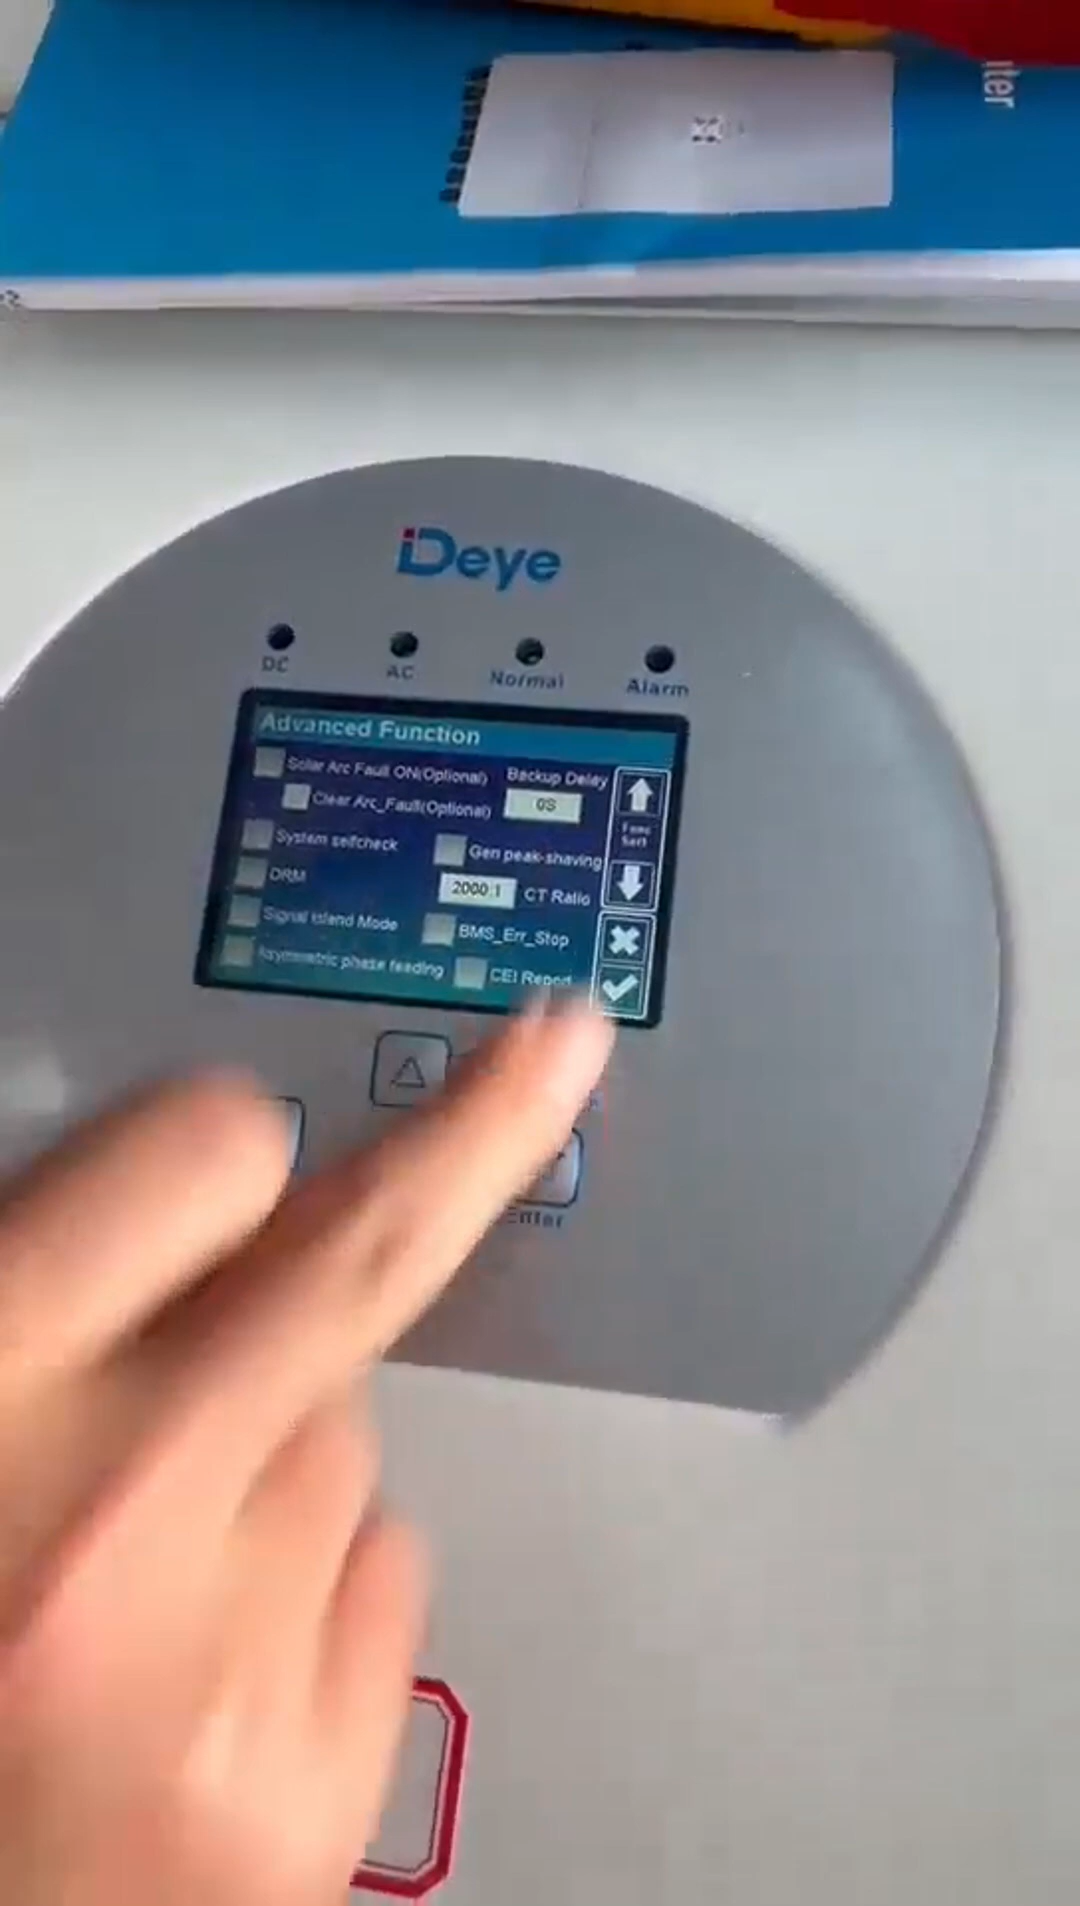 Deye
DC
AC
Normal
Alarm
Advanced Function
Solar Arc Fault ON(Optional)
Backup Delay
Clear Arc_Fault(Optional)
0S
Func
Set1
System selfcheck
Gen peak-shaving
DRM
2000:1
CT Ratio
Signal Island Mode
BMS_Err_Stop
Asymmetric phase feeding
CEI Report
Enter